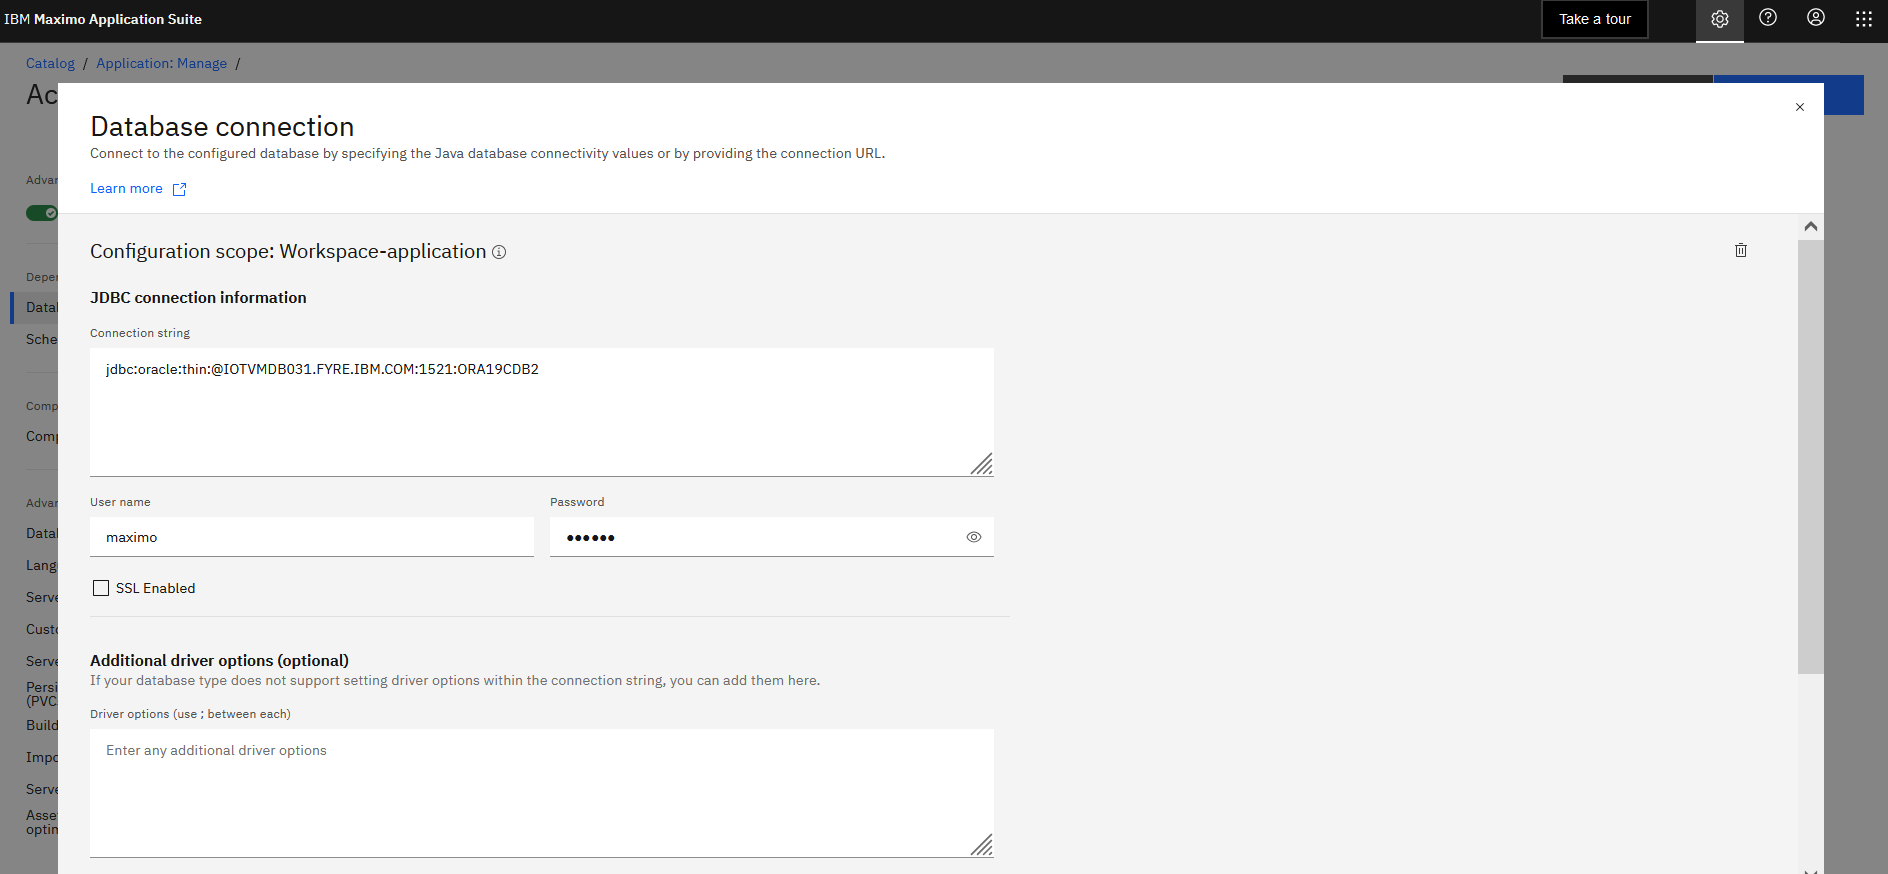 IBM Maximo Application Suite
Take a tour
Catalog / Application: Manage /
Ac
Database connection
Connect to the configured database by specifying the Java database connectivity values or by providing the connection URL.
Learn more
Advar
Configuration scope: Workspace-application
Deper
JDBC connection information
Datal
Sche
Connection string
jdbc:oracle:thin:@IOTVMDB031.FYRE.IBM.COM:1521:ORA19CDB2
Comp
Comp
Advar
User name
Password
Datal
maximo
••••••
Lang
SSL Enabled
Serve
Custo
Serve
Additional driver options (optional)
If your database type does not support setting driver options within the connection string, you can add them here.
Persi
(PVC
Driver options (use ; between each)
Build
Enter any additional driver options
Impo
Serve
Asse
optin